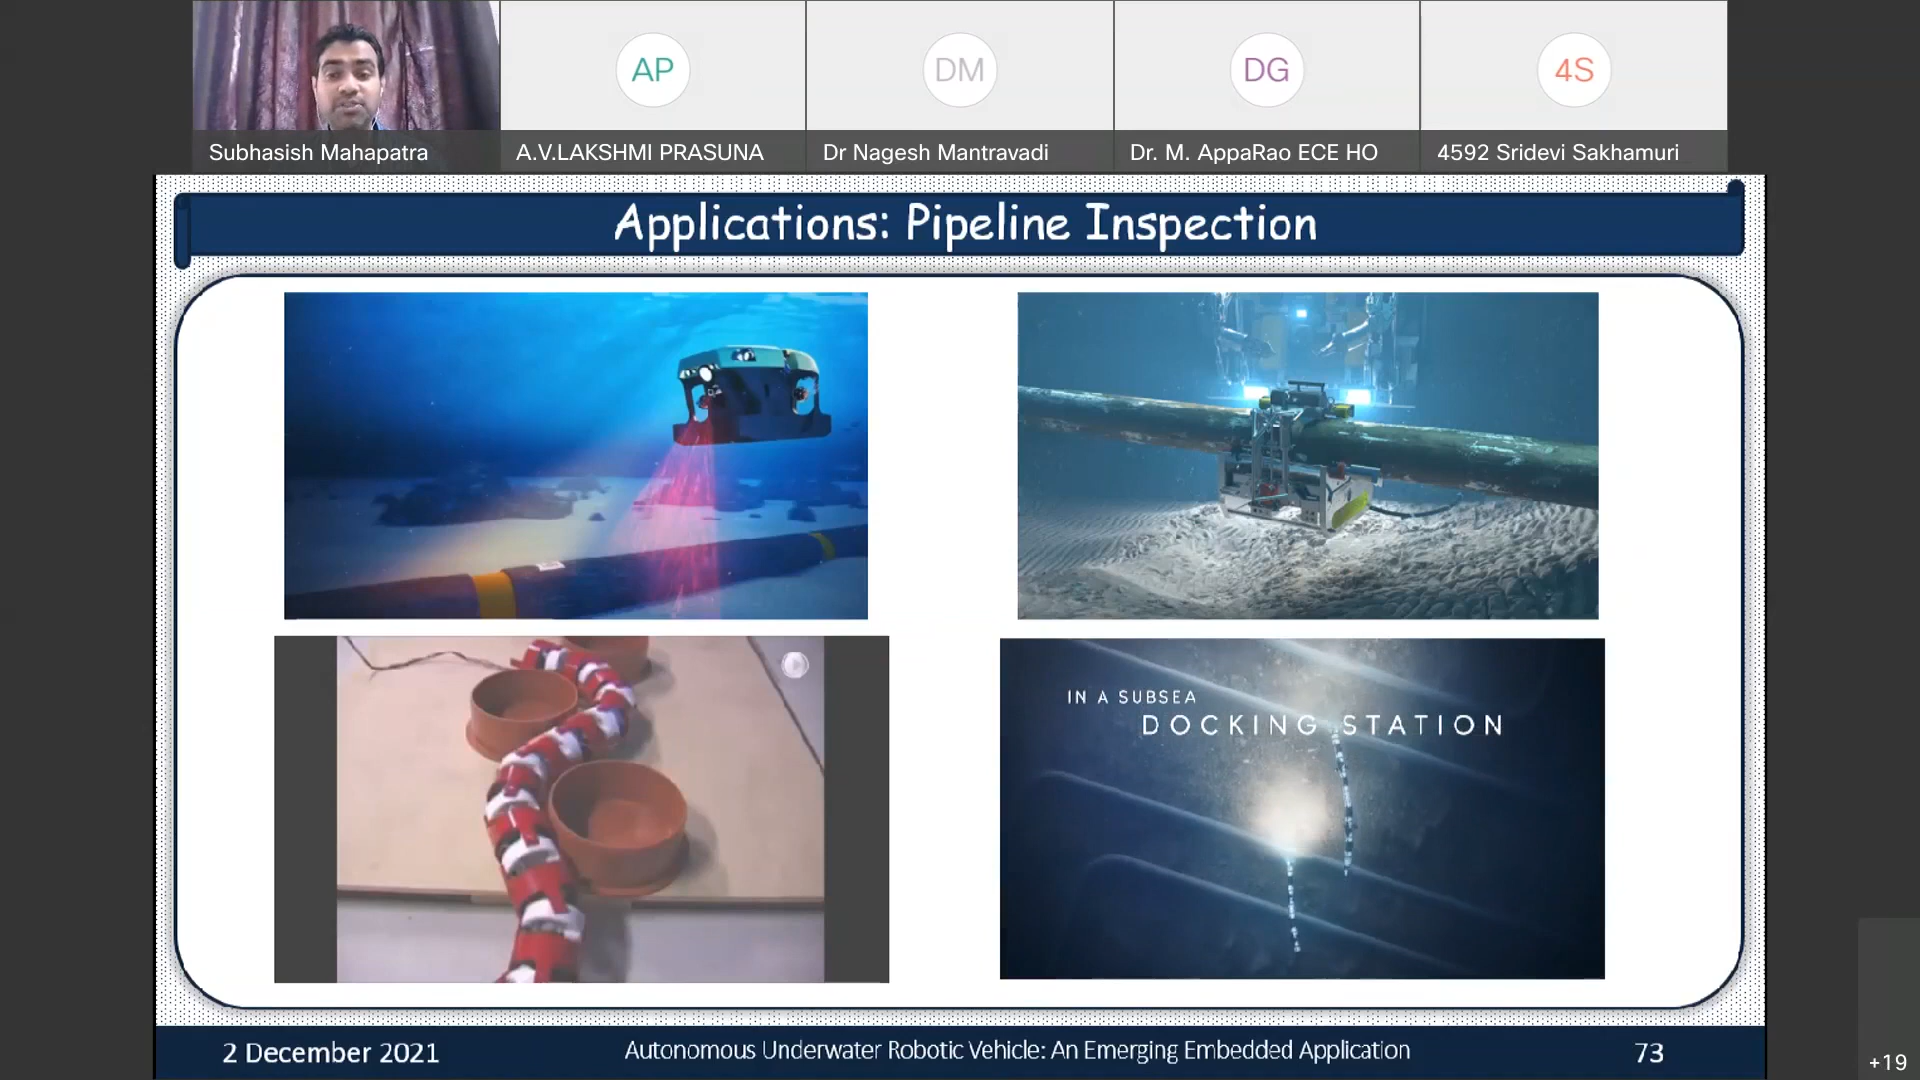 AP
DM
DG
4S
Subhasish Mahapatra
A.V.LAKSHMI PRASUNA
Dr Nagesh Mantravadi
Dr. M. AppaRao ECE HO
4592 Sridevi Sakhamuri
Applications: Pipeline Inspection
IN A SUBSEA
DOCKING STATION
2 December 2021
Autonomous Underwater Robotic Vehicle: An Emerging Embedded Application
73
+19